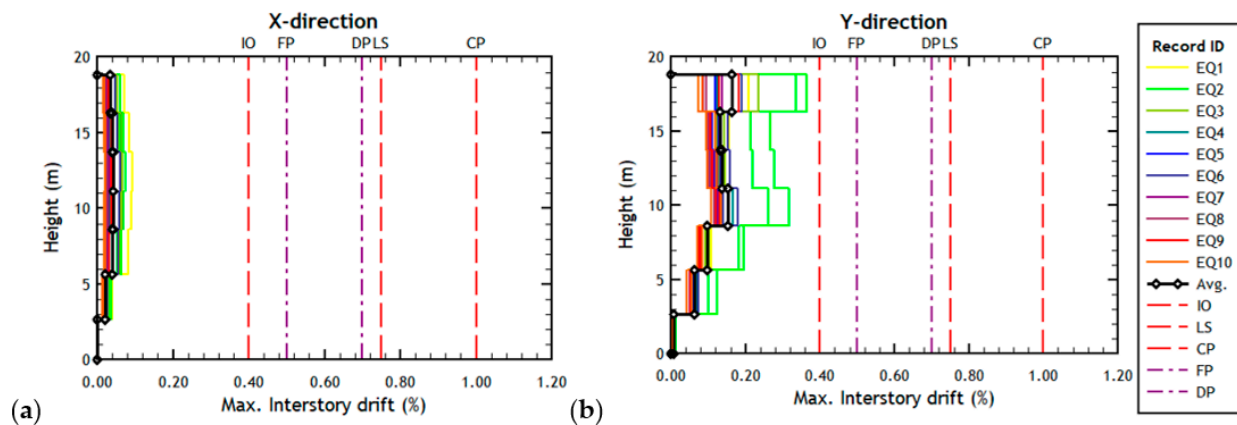 X-direction
IO FP DP LS CP
20
15
10
5
0
Height (m)
0.00 0.20 0.40 0.60 0.80 1.00 1.20
Max. Interstory drift (%)
(a)
Y-direction
IO FP DP LS CP
20
15
10
5
0
Height (m)
0.00 0.20 0.40 0.60 0.80 1.00 1.20
Max. Interstory drift (%)
(b)
Record ID
EQ1
EQ2
EQ3
EQ4
EQ5
EQ6
EQ7
EQ8
EQ9
EQ10
Avg.
IO
LS
CP
FP
DP